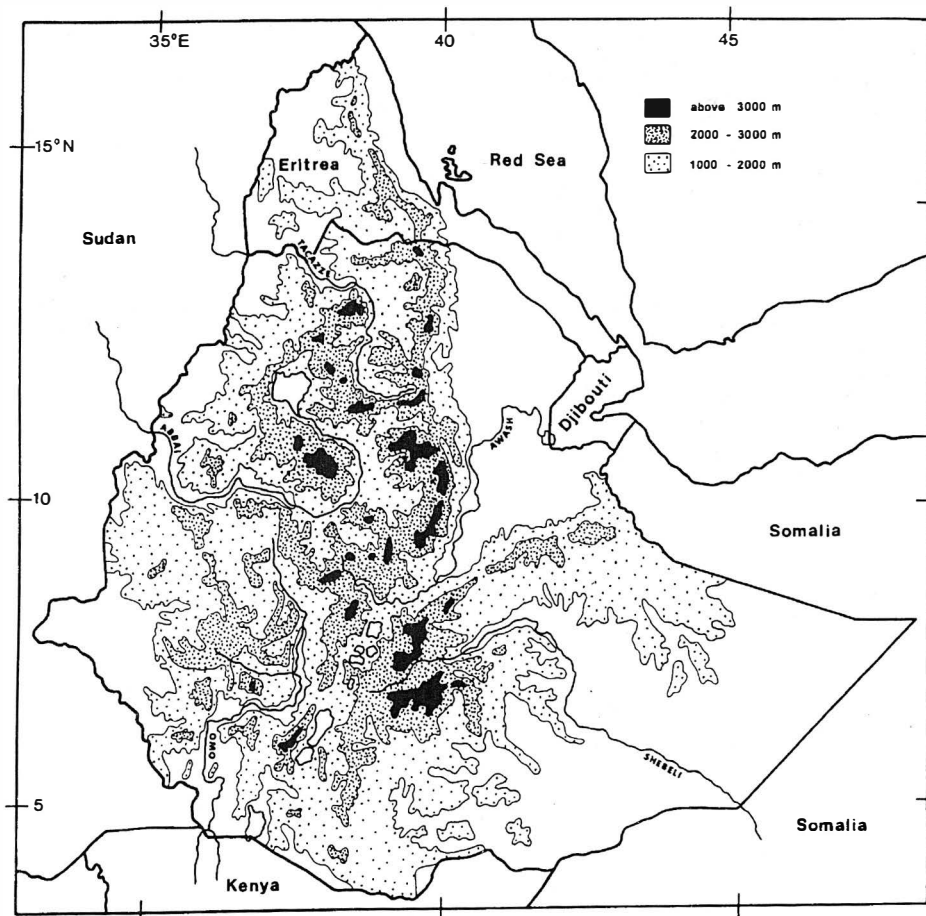 35°E
40
45
above 3000 m
2000 - 3000 m
15°N
1000 - 2000 m
Red Sea
Eritrea
Sudan
TACAZZE
Djibouti
ABBAI
AWASH
10
Somalia
OMO
SHEBELI
5
Somalia
Kenya